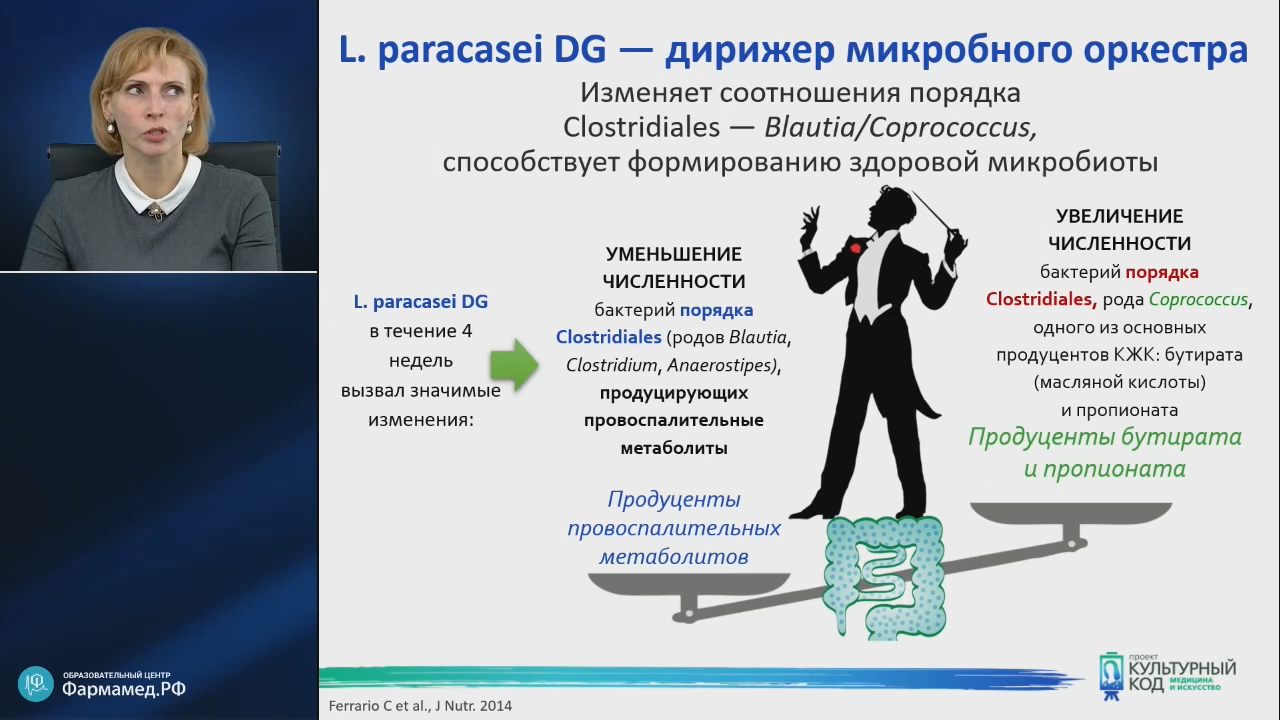 L. paracasei DG — дирижер микробного оркестра
Изменяет соотношения порядка
Clostridiales — Blautia/Coprococcus,
способствует формированию здоровой микробиоты
L. paracasei DG
в течение 4
недель
вызвал значимые
изменения:
УМЕНЬШЕНИЕ
ЧИСЛЕННОСТИ
бактерий порядка
Clostridiales (родов Blautia,
Clostridium, Anaerostipes),
продуцирующих
провоспалительные
метаболиты
Продуценты
провоспалительных
метаболитов
УВЕЛИЧЕНИЕ
ЧИСЛЕННОСТИ
бактерий порядка
Clostridiales, рода Coprococcus,
одного из основных
продуцентов КЖК: бутирата
(масляной кислоты)
и пропионата
Продуценты бутирата
и пропионата
ОБРАЗОВАТЕЛЬНЫЙ ЦЕНТР
Фармамед.РФ
проект
КУЛЬТУРНЫЙ
КОД МЕДИЦИНА
И ИСКУССТВО
Ferrario C et al., J Nutr. 2014